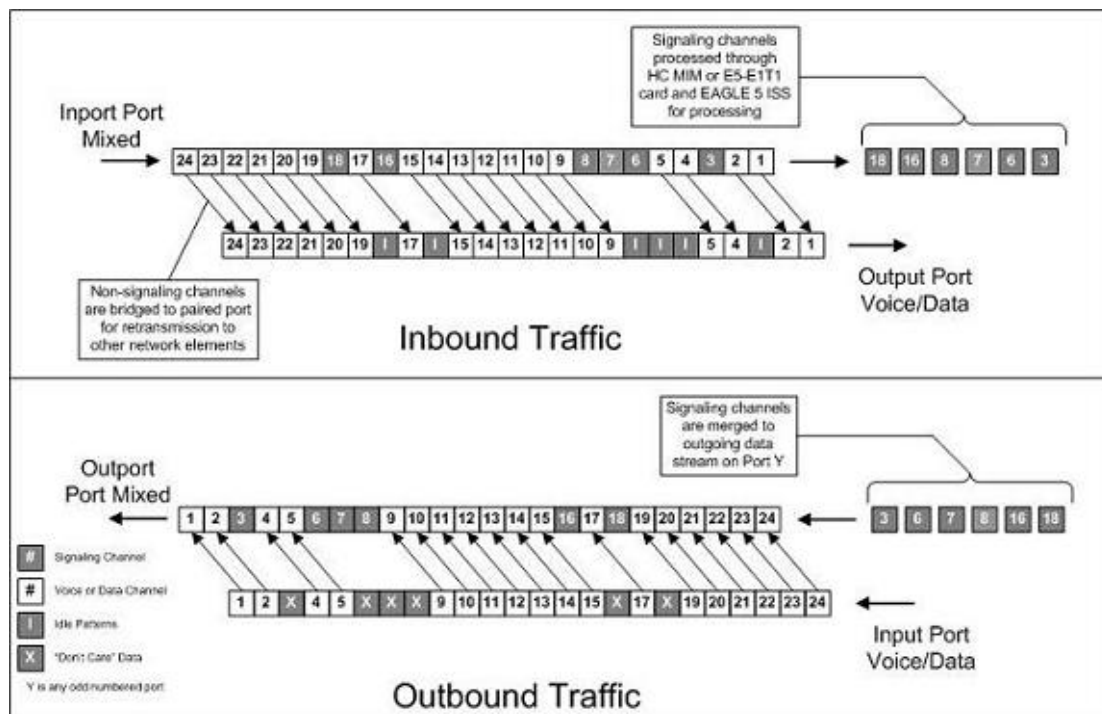 Signaling channels
processed through
HC MIM or E5-E1T1
card and EAGLE 5 ISS
for processing
Inport Port
Mixed
24 23 22 21 20 19 18 17 16 15 14 13 12 11 10 9 8 7 6 5 4 3 2 1
18 16 8 7 6 3
24 23 22 21 20 19 I 17 I 15 14 13 12 11 10 9 I I I 5 4 I 2 1
Output Port
Voice/Data
Non-signaling channels
are bridged to paired port
for retransmission to
other network elements
Inbound Traffic
Signaling channels
are merged to
outgoing data
stream on Port Y
Outport
Port Mixed
1 2 3 4 5 6 7 8 9 10 11 12 13 14 15 16 17 18 19 20 21 22 23 24
3 6 7 8 16 18
# Signaling Channel
# Voice or Data Channel
1 2 X 4 5 X X X 9 10 11 12 13 14 15 X 17 X 19 20 21 22 23 24
I Idle Patterns
Input Port
Voice/Data
X "Don't Care" Data
Y is any odd numbered port
Outbound Traffic